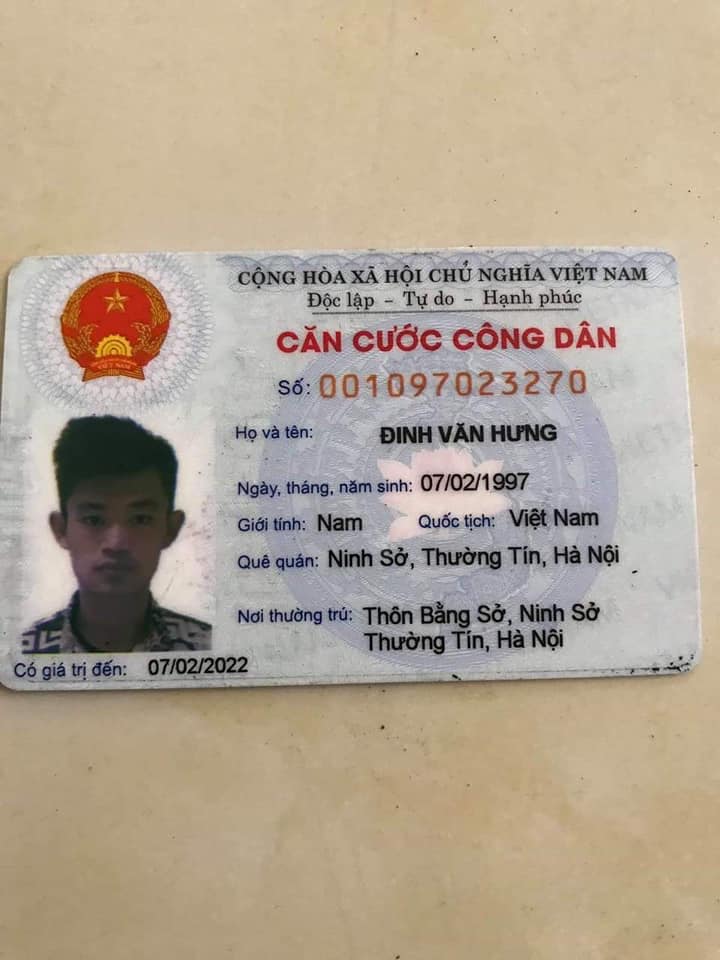 CỘNG HÒA XÃ HỘI CHỦ NGHĨA VIỆT NAM
Độc lập - Tự do - Hạnh phúc
CĂN CƯỚC CÔNG DÂN
VIỆT NAM
Số: 001097023270
Họ và tên: ĐINH VĂN HƯNG
Ngày, tháng, năm sinh: 07/02/1997
Giới tính: Nam Quốc tịch: Việt Nam
Quê quán: Ninh Sở, Thường Tín, Hà Nội
Nơi thường trú: Thôn Bằng Sở, Ninh Sở
Thường Tín, Hà Nội
Có giá trị đến: 07/02/2022